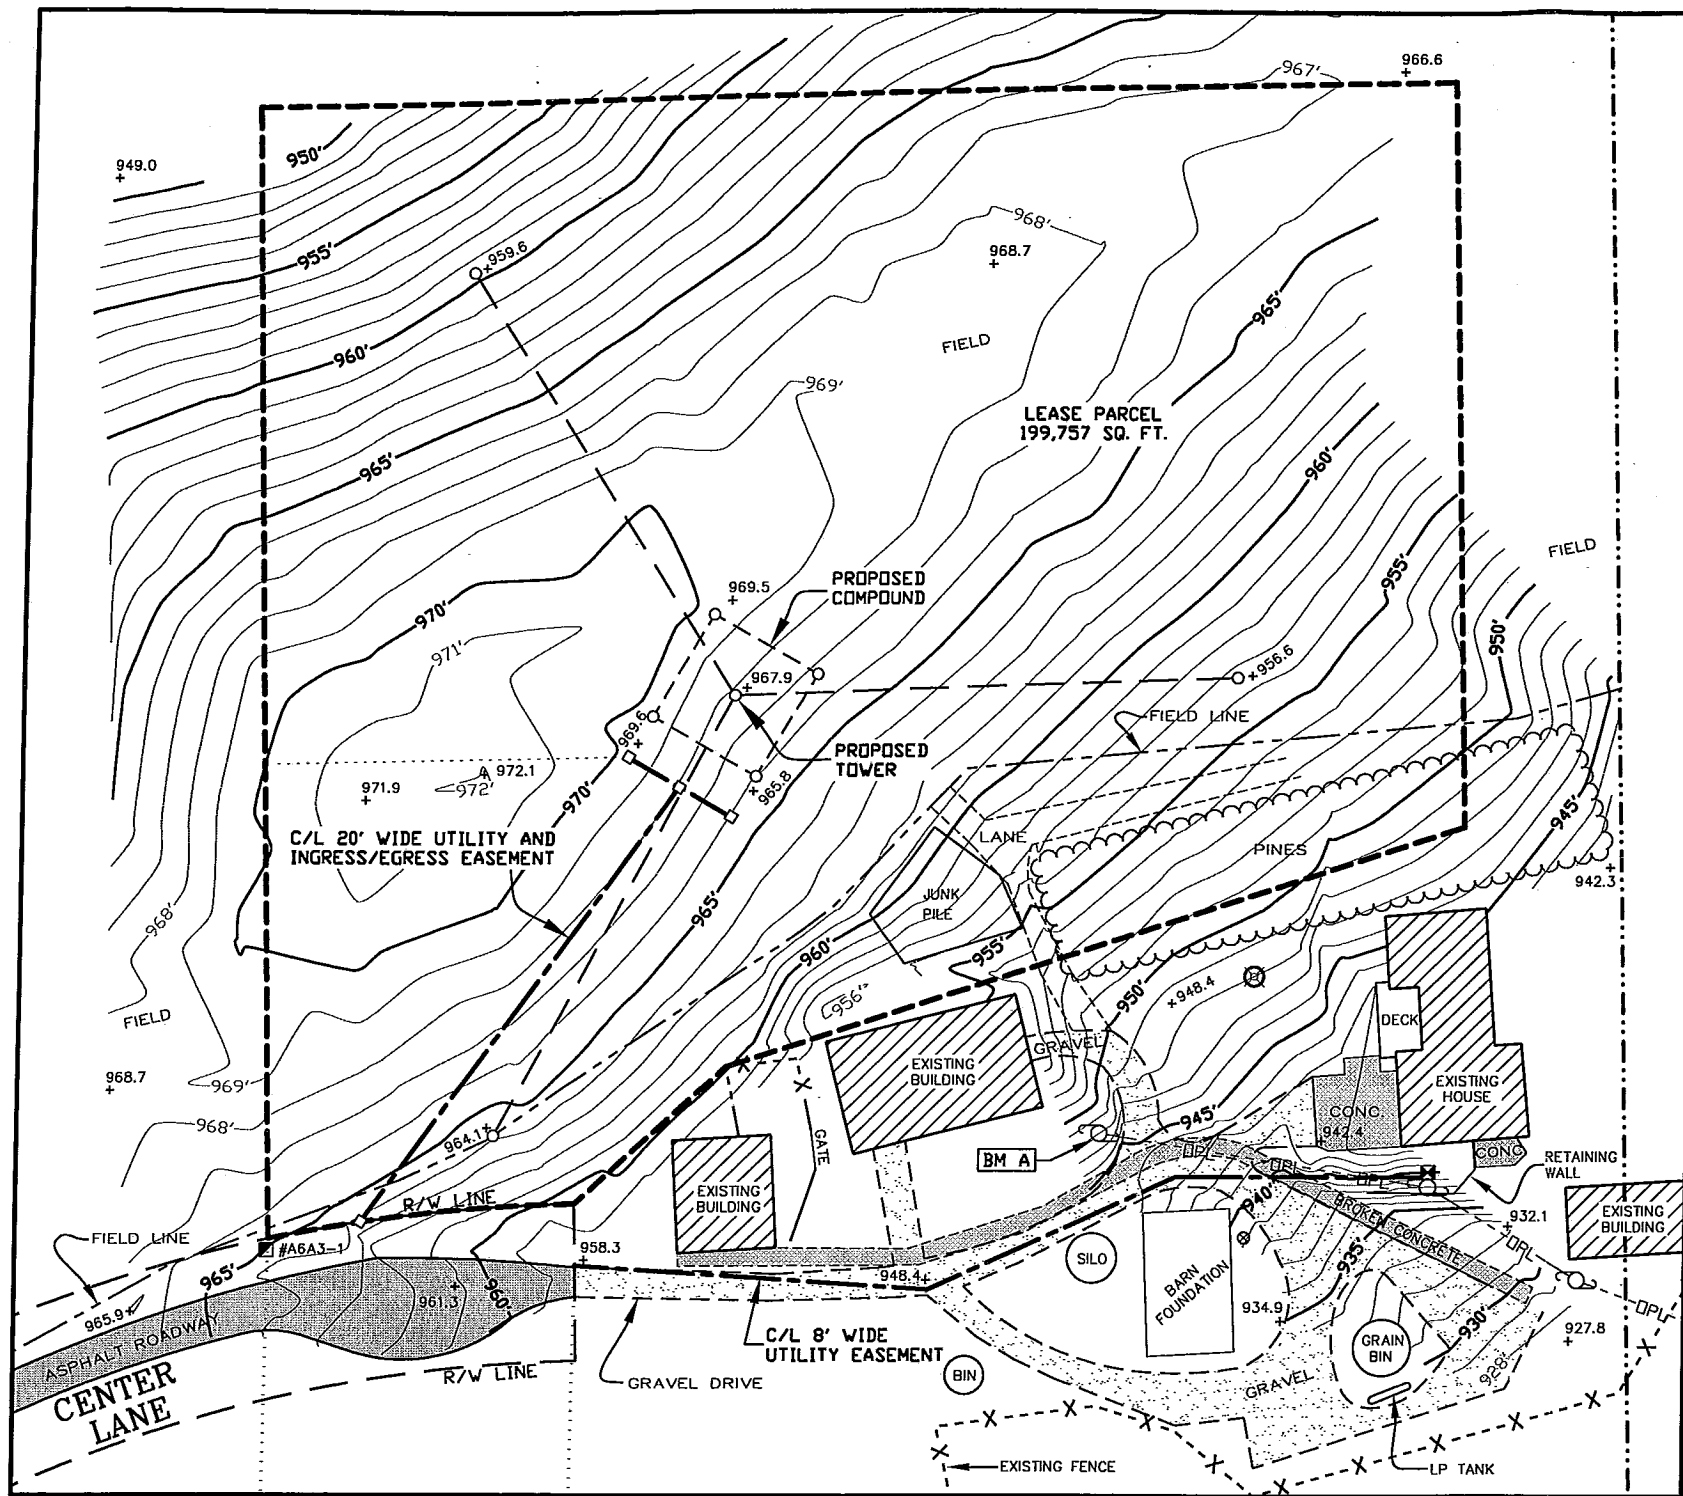 967'
966.6
949.0
950'
955'
959.6
968'
968.7
965'
960'
FIELD
969'
LEASE PARCEL
199,757 SQ. FT.
965'
960'
FIELD
955'
970'
969.5
PROPOSED
COMPOUND
971'
950'
967.9
956.6
FIELD LINE
969.6
PROPOSED
TOWER
972.1
971.9
972'
970'
965.8
945'
C/L 20' WIDE UTILITY AND
INGRESS/EGRESS EASEMENT
LANE
PINES
942.3
JUNK
PILE
965'
968'
960'
955'
956'
950'
948.4
FIELD
DECK
GRAVEL
EXISTING
BUILDING
EXISTING
HOUSE
968.7
969'
968'
964.1
GATE
945'
CONC.
942.4
CONC
BM A
OPL
OPL
OPL
RETAINING
WALL
EXISTING
BUILDING
R/W LINE
940'
BROKEN CONCRETE
932.1
EXISTING
BUILDING
FIELD LINE
#A6A3-1
958.3
OPL
965'
948.4
SILO
BARN
FOUNDATION
935'
960'
961.3
965.9
ASPHALT ROADWAY
934.9
930'
OPL
C/L 8' WIDE
UTILITY EASEMENT
GRAIN
BIN
927.8
928'
CENTER
LANE
R/W LINE
GRAVEL DRIVE
BIN
GRAVEL
EXISTING FENCE
LP TANK